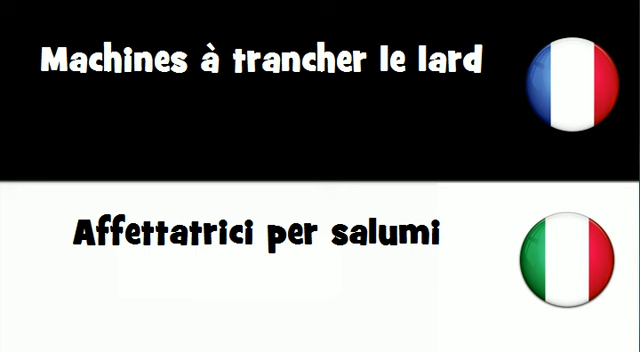 Machines à trancher le lard
Affettatrici per salumi